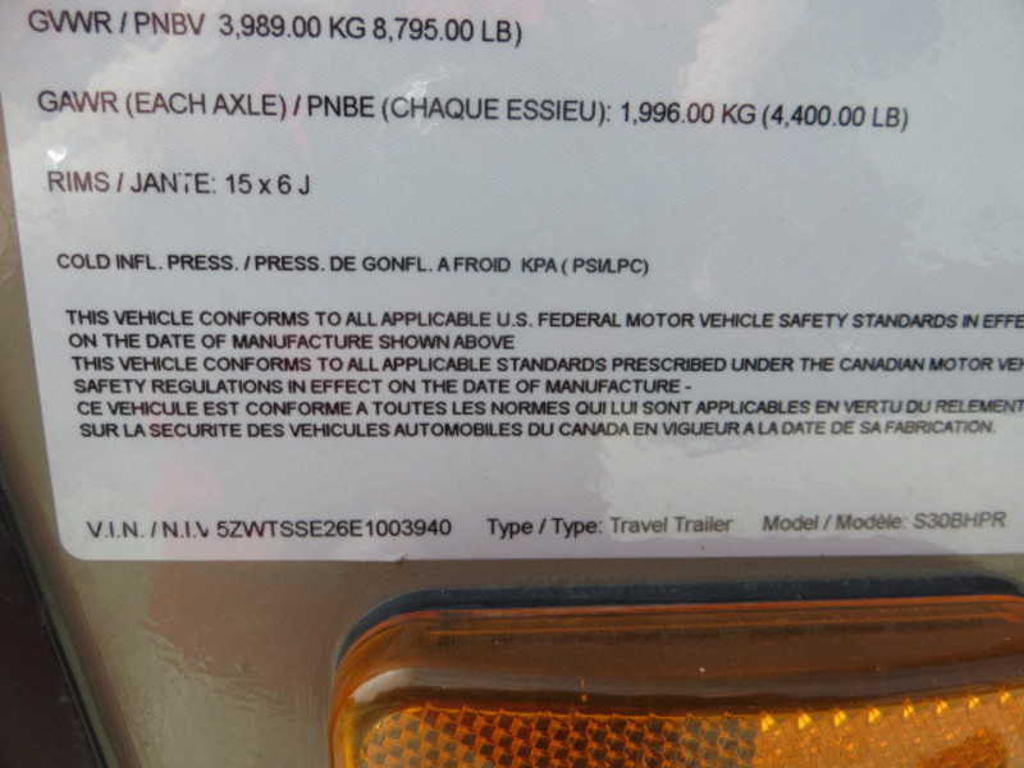 GVWR / PNBV 3,989.00 KG 8,795.00 LB)
GAWR (EACH AXLE) / PNBE (CHAQUE ESSIEU): 1,996.00 KG (4,400.00 LB)
RIMS / JANTE: 15 x 6 J
COLD INFL. PRESS. / PRESS. DE GONFL. A FROID KPA ( PSI/LPC)
THIS VEHICLE CONFORMS TO ALL APPLICABLE U.S. FEDERAL MOTOR VEHICLE SAFETY STANDARDS IN EFFE
ON THE DATE OF MANUFACTURE SHOWN ABOVE
THIS VEHICLE CONFORMS TO ALL APPLICABLE STANDARDS PRESCRIBED UNDER THE CANADIAN MOTOR VEH
SAFETY REGULATIONS IN EFFECT ON THE DATE OF MANUFACTURE -
CE VEHICULE EST CONFORME A TOUTES LES NORMES QUI LUI SONT APPLICABLES EN VERTU DU RELEMENT
SUR LA SECURITE DES VEHICULES AUTOMOBILES DU CANADA EN VIGUEUR A LA DATE DE SA FABRICATION.
V.I.N. / N.I.V 5ZWTSSE26E1003940 Type / Type: Travel Trailer Model / Modèle: S30BHPR